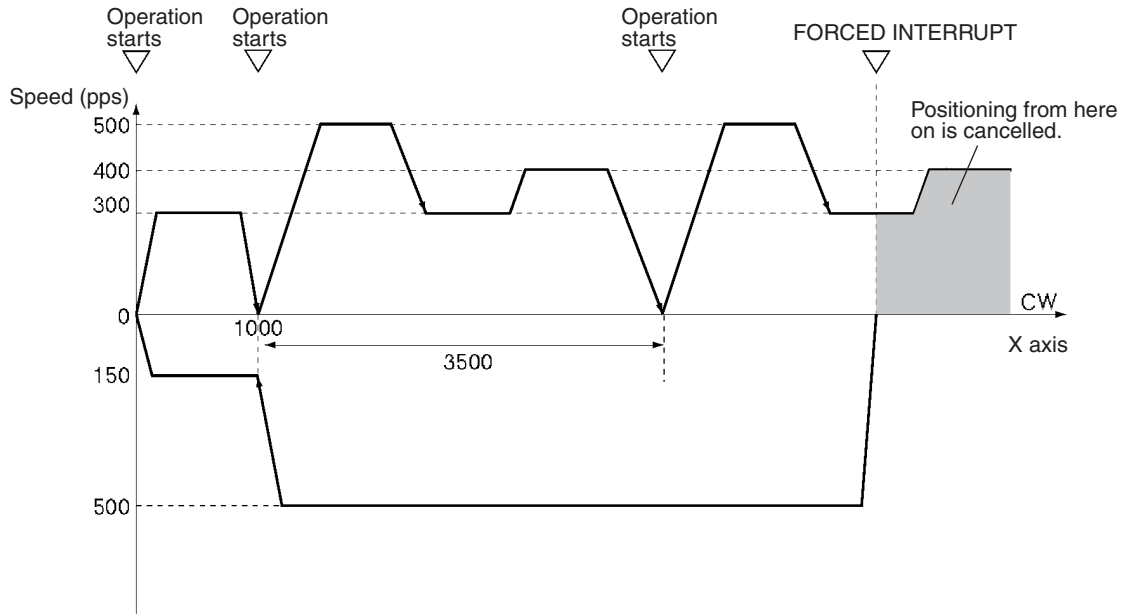 Operation
starts
Operation
starts
Operation
starts
FORCED INTERRUPT
Speed (pps)
Positioning from here
on is cancelled.
500
400
300
0
1000
CW
3500
X axis
150
500